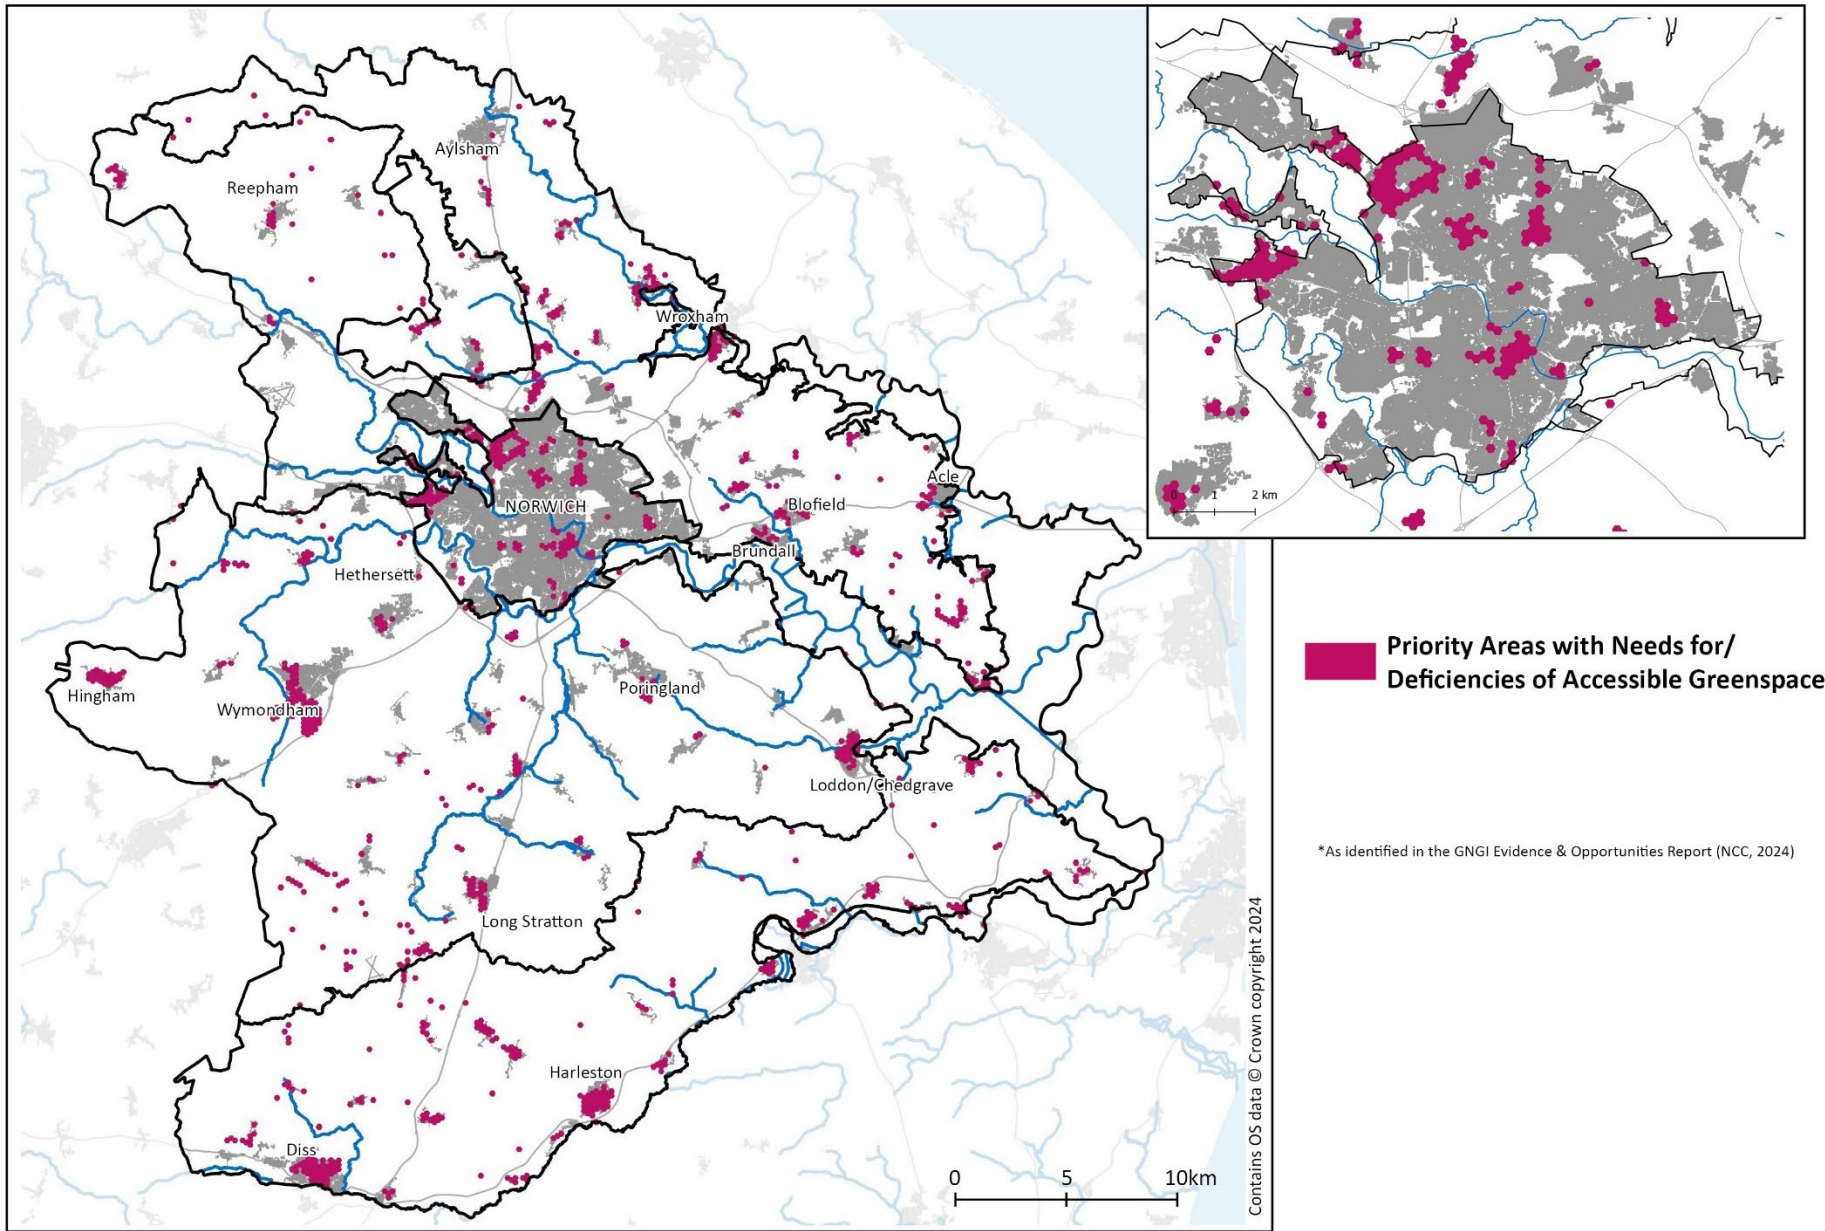 Aylsham
Reepham
Wroxham
Acle
NORWICH
Blofield
Brundall
Hethersett
Hingham
Wymondham
Poringland
Loddon/Chedgrave
Long Stratton
Harleston
Diss
0 5 10km
Contains OS data © Crown copyright 2024
0 1 2 km
Priority Areas with Needs for/
Deficiencies of Accessible Greenspace
*As identified in the GNGI Evidence & Opportunities Report (NCC, 2024)